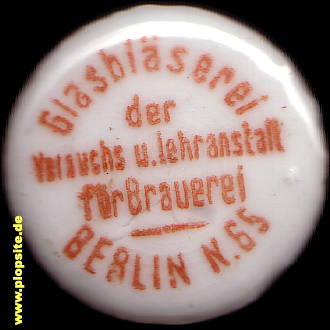 Glasbläserei
der
Versuchs u. lehranstalt
für Brauerei
BERLIN N.65
www.plopsite.de